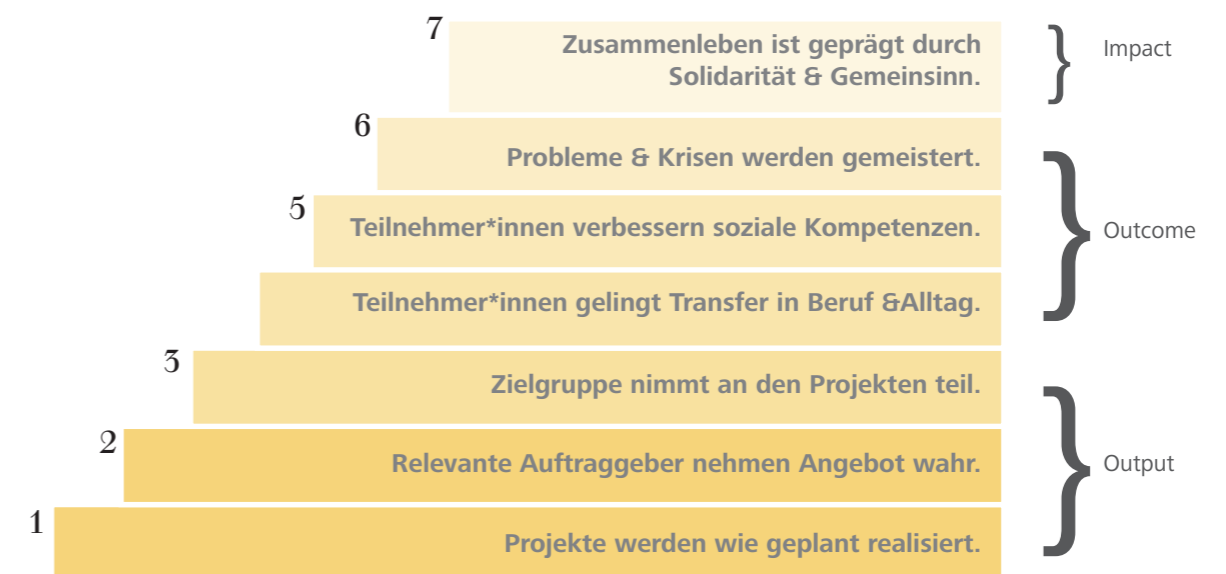 7
Zusammenleben ist geprägt durch
Solidarität & Gemeinsinn.
Impact
6
Probleme & Krisen werden gemeistert.
5
Teilnehmer*innen verbessern soziale Kompetenzen.
Outcome
Teilnehmer*innen gelingt Transfer in Beruf &Alltag.
3
Zielgruppe nimmt an den Projekten teil.
2
Relevante Auftraggeber nehmen Angebot wahr.
Output
1
Projekte werden wie geplant realisiert.